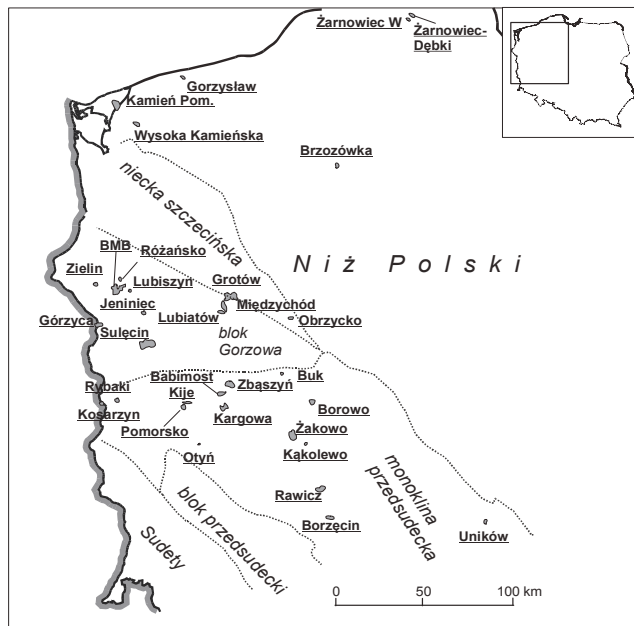 Żarnowiec W
Żarnowiec-
Dębki
Gorzysław
Kamień Pom.
Wysoka Kamieńska
Brzozówka
niecka szczecińska
Niż Polski
BMB
Różańsko
Zielin
Lubiszyn
Grotów
Jeniniec
Międzychód
Górzyca
Lubiatów
Obrzycko
Sulęcin
blok
Gorzowa
Rybaki
Babimost
Zbąszyń
Buk
Kije
Kosarzyn
Kargowa
Borowo
Pomorsko
Żakowo
Otyń
Kąkolewo
monoklina
przedsudecka
Rawicz
blok przedsudecki
Borzęcin
Uników
Sudety
0 50 100 km